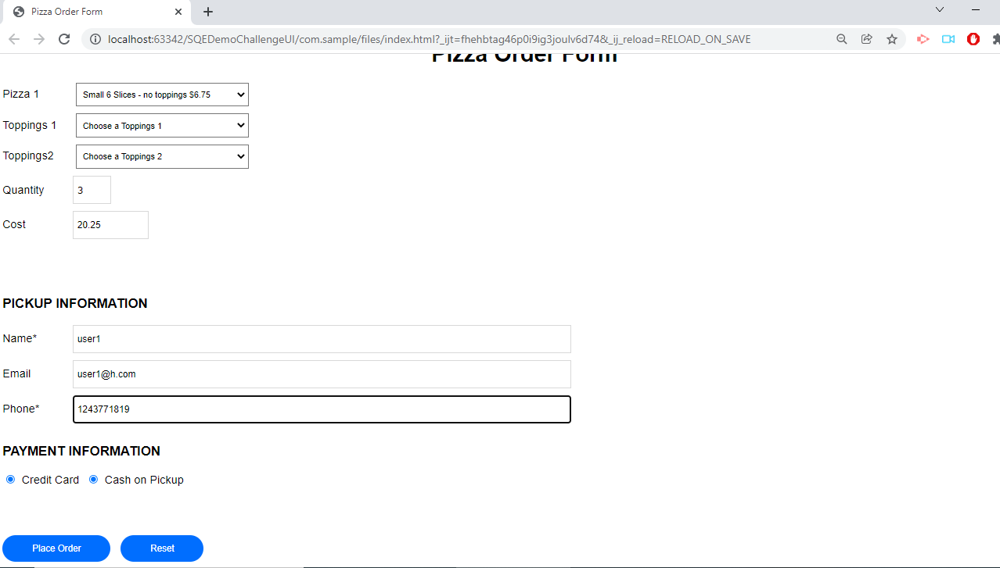 Pizza Order Form
localhost:63342/SQEDemoChallengeUI/com.sample/files/index.html?_ijt=fhehbtag46p0i9ig3joulv6d74&_ij_reload=RELOAD_ON_SAVE
Pizza Order Form
Pizza 1 Small 6 Slices - no toppings $6.75
Toppings 1 Choose a Toppings 1
Toppings2 Choose a Toppings 2
Quantity 3
Cost 20.25
PICKUP INFORMATION
Name* user1
Email user1@h.com
Phone* 1243771819
PAYMENT INFORMATION
Credit Card Cash on Pickup
Place Order Reset